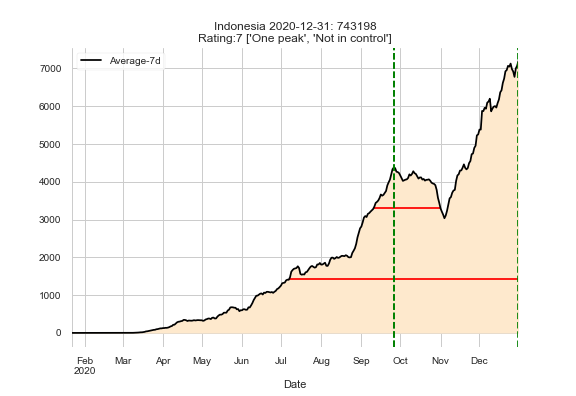 Indonesia 2020-12-31: 743198
Rating:7 ['One peak', 'Not in control']
Average-7d
7000
6000
5000
4000
3000
2000
1000
0
Feb Mar Apr May Jun Jul Aug Sep Oct Nov Dec
2020
Date